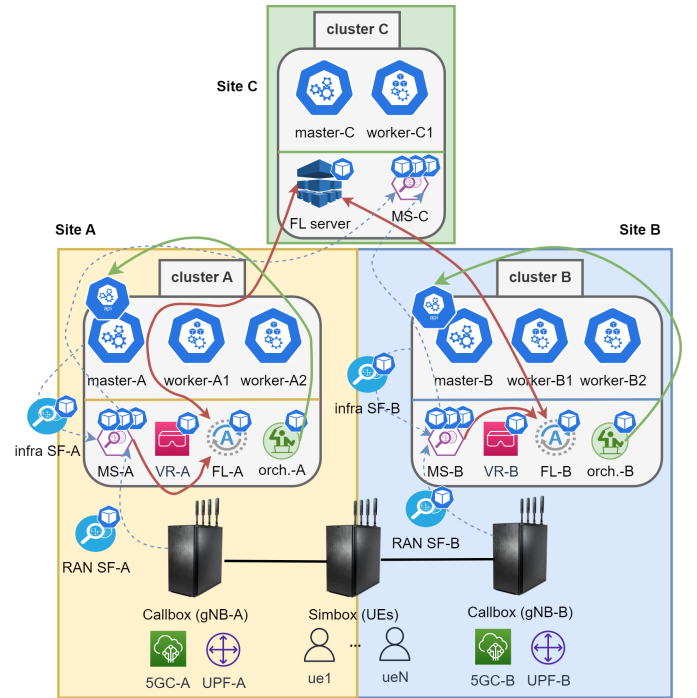 cluster C
Site C
master-C
worker-C1
FL server
MS-C
Site A
Site B
cluster A
cluster B
api
api
master-A
worker-A1
worker-A2
master-B
worker-B1
worker-B2
infra SF-A
infra SF-B
MS-A
VR-A
FL-A
orch.-A
MS-B
VR-B
FL-B
orch.-B
A
A
RAN SF-A
RAN SF-B
Callbox (gNB-A)
Simbox (UEs)
Callbox (gNB-B)
5GC-A
UPF-A
ue1
...
ueN
5GC-B
UPF-B